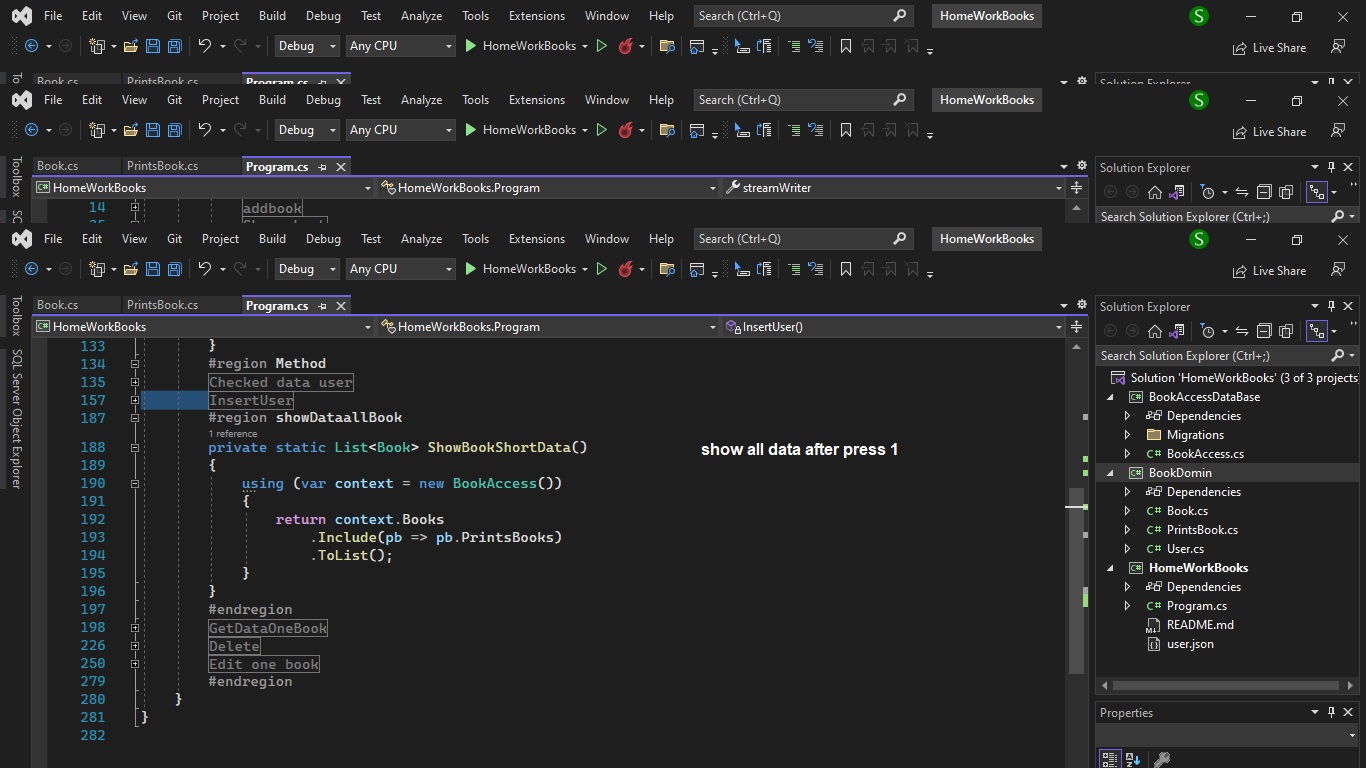 File Edit View Git Project Build Debug Test Analyze Tools Extensions Window Help Search (Ctrl+Q) HomeWorkBooks S
Debug Any CPU HomeWorkBooks Live Share
Book.cs PrintsBook.cs Program.cs Solution Explorer
File Edit View Git Project Build Debug Test Analyze Tools Extensions Window Help Search (Ctrl+Q) HomeWorkBooks S
Debug Any CPU HomeWorkBooks Live Share
Toolbox
Book.cs PrintsBook.cs Program.cs Solution Explorer
HomeWorkBooks HomeWorkBooks.Program streamWriter
14 addbook
Search Solution Explorer (Ctrl+;)
File Edit View Git Project Build Debug Test Analyze Tools Extensions Window Help Search (Ctrl+Q) HomeWorkBooks S
Debug Any CPU HomeWorkBooks Live Share
Toolbox
SQL Server Object Explorer
Book.cs PrintsBook.cs Program.cs
HomeWorkBooks HomeWorkBooks.Program InsertUser()
133 }
134 #region Method
135 Checked data user
157 InsertUser
187 #region showDataallBook
1 reference
188 private static List<Book> ShowBookShortData()
show all data after press 1
189 {
190 using (var context = new BookAccess())
191 {
192 return context.Books
193 .Include(pb => pb.PrintsBooks)
194 .ToList();
195 }
196 }
197 #endregion
198 GetDataOneBook
226 Delete
250 Edit one book
279 #endregion
280 }
281 }
282
Solution Explorer
Search Solution Explorer (Ctrl+;)
Solution 'HomeWorkBooks' (3 of 3 projects
BookAccessDataBase
Dependencies
Migrations
BookAccess.cs
BookDomin
Dependencies
Book.cs
PrintsBook.cs
User.cs
HomeWorkBooks
Dependencies
Program.cs
README.md
user.json
Properties